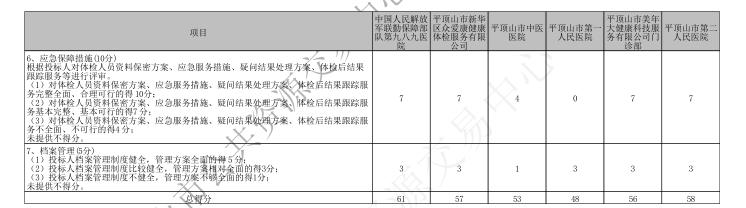 项目
中国人民解放
军联勤保障部
队第九八九医
院
平顶山市新华
区众爱康健康
体检服务有限
公司
平顶山市中医
医院
平顶山市第一
人民医院
平顶山市美年
大健康科技服
务有限公司门
诊部
平顶山市第二
人民医院
6、应急保障措施(10分)
根据投标人对体检人员资料保密方案、应急服务措施、疑问结果处理方案、体检后结果
跟踪服务等进行评审。
（1）对体检人员资料保密方案、应急服务措施、疑问结果处理方案、体检后结果跟踪服
务完整全面、合理可行的得10分；
（2）对体检人员资料保密方案、应急服务措施、疑问结果处理方案、体检后结果跟踪服
务基本完整、基本可行的得7分；
（3）对体检人员资料保密方案、应急服务措施、疑问结果处理方案、体检后结果跟踪服
务不全面、不可行的得4分；
未提供不得分。
7 7 4 0 7 7
7、档案管理(5分)
（1）投标人档案管理制度健全，管理方案全面的得5分；
（2）投标人档案管理制度比较健全，管理方案相对全面的得3分；
（3）投标人档案管理制度不健全，管理方案不够全面的得1分；
未提供不得分。
3 3 1 3 3 3
总得分 61 57 53 48 56 58
市公共资源交易中心
资源交易中心